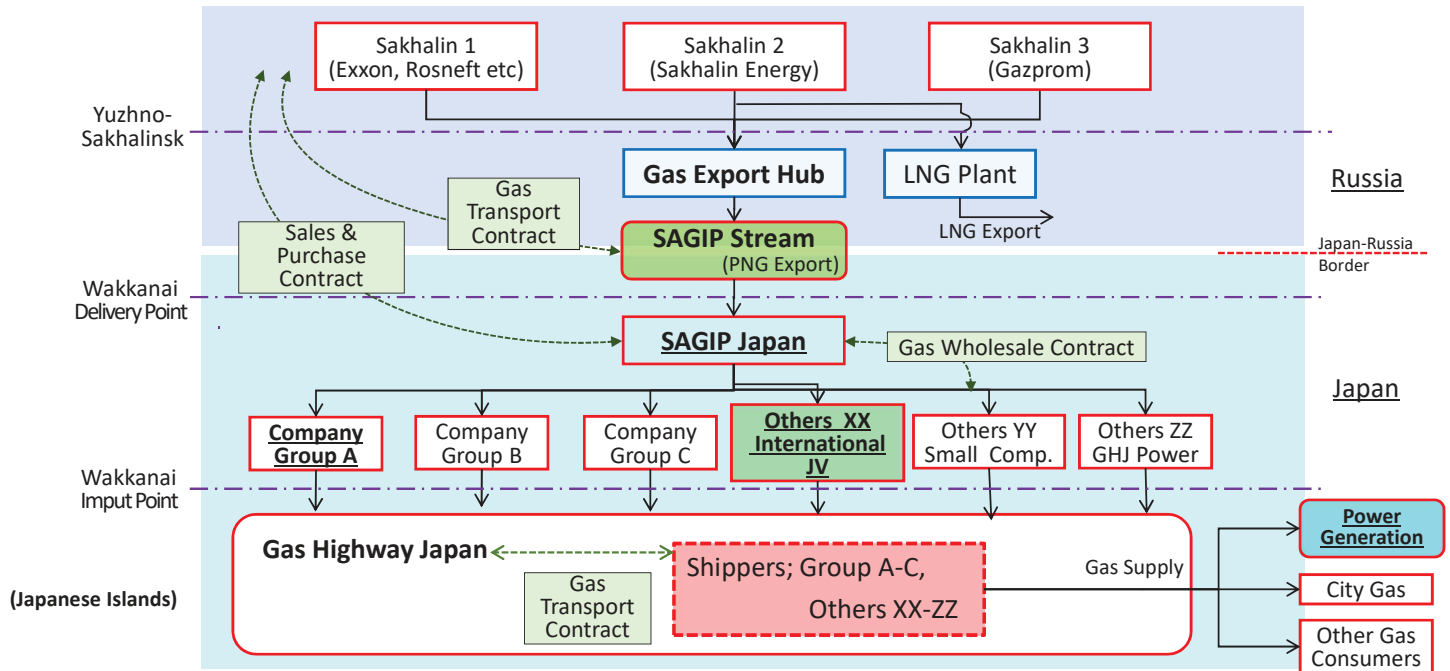 Sakhalin 1
(Exxon, Rosneft etc)
Sakhalin 2
(Sakhalin Energy)
Sakhalin 3
(Gazprom)
Yuzhno-
Sakhalinsk
Gas Export Hub
LNG Plant
Russia
Gas
Transport
Contract
LNG Export
Sales &
Purchase
Contract
SAGIP Stream
(PNG Export)
Japan-Russia
Border
Wakkanai
Delivery Point
SAGIP Japan
Gas Wholesale Contract
Japan
Company
Group A
Company
Group B
Company
Group C
Others XX
International
JV
Others YY
Small Comp.
Others ZZ
GHJ Power
Wakkanai
Imput Point
Gas Highway Japan
Shippers; Group A-C,
Others XX-ZZ
Gas Supply
Power
Generation
Gas
Transport
Contract
(Japanese Islands)
City Gas
Other Gas
Consumers